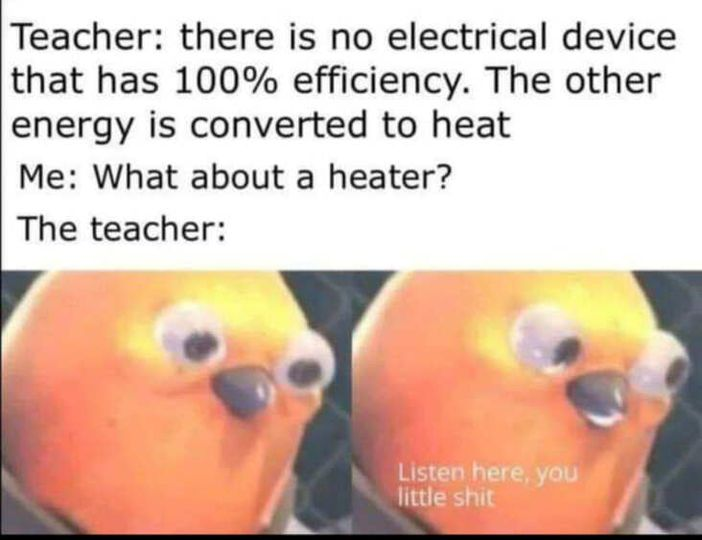 Teacher: there is no electrical device
that has 100% efficiency. The other
energy is converted to heat
Me: What about a heater?
The teacher:
Listen here, you
little shit